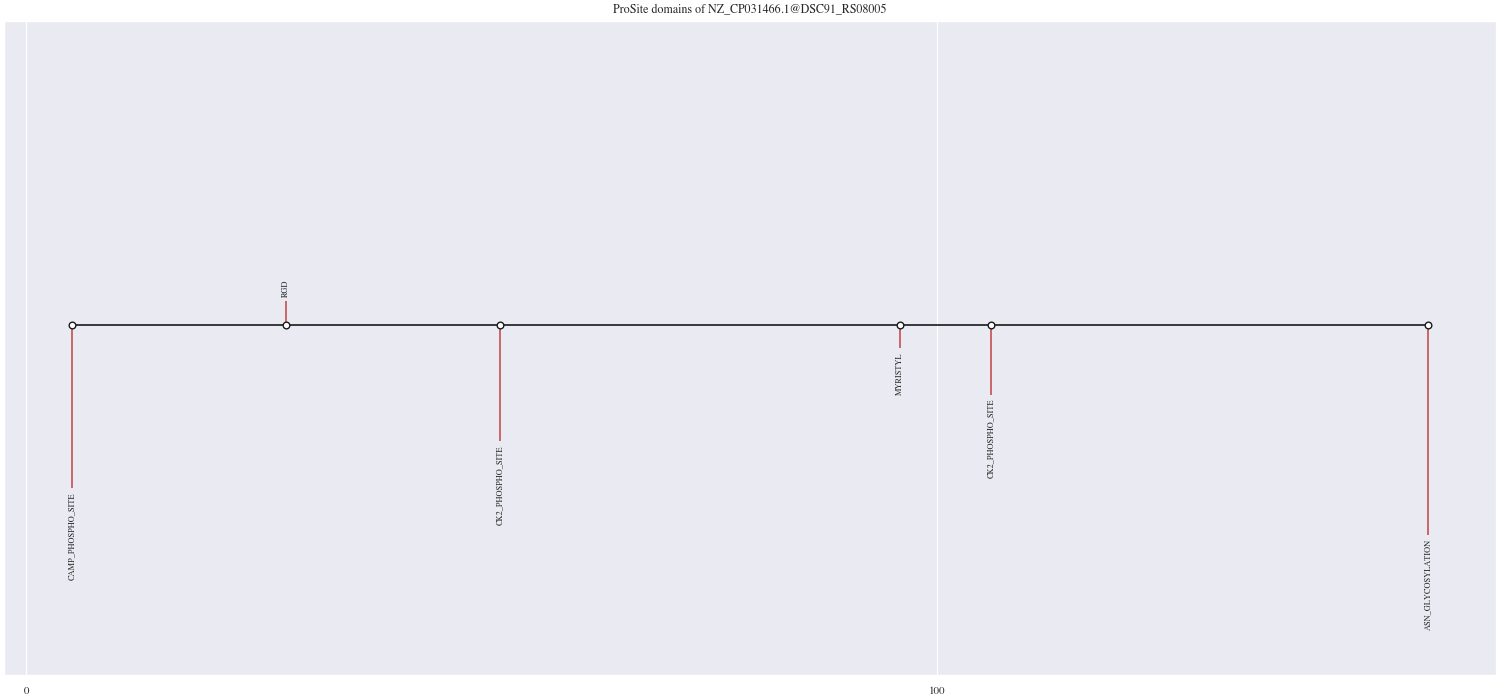 ProSite domains of NZ_CP031466.1@DSC91_RS08005
RGD
MYRISTYL
CK2_PHOSPHO_SITE
CK2_PHOSPHO_SITE
CAMP_PHOSPHO_SITE
ASN_GLYCOSYLATION
0
100